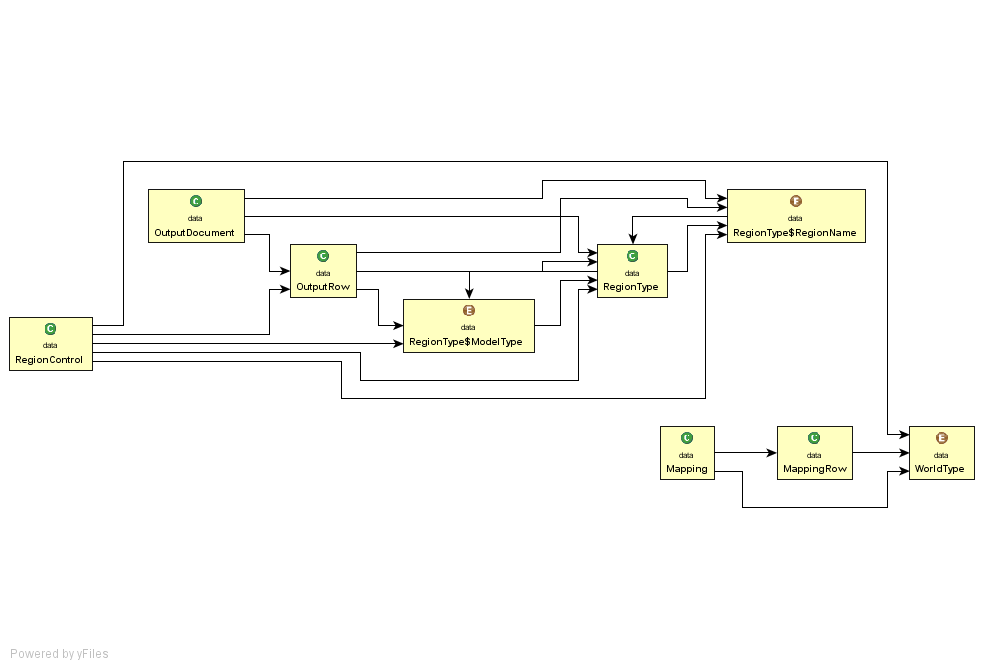 C
data
OutputDocument
E
data
RegionType$RegionName
C
data
OutputRow
C
data
RegionType
E
data
RegionType$ModelType
C
data
RegionControl
C
data
Mapping
C
data
MappingRow
E
data
WorldType
Powered by yFiles